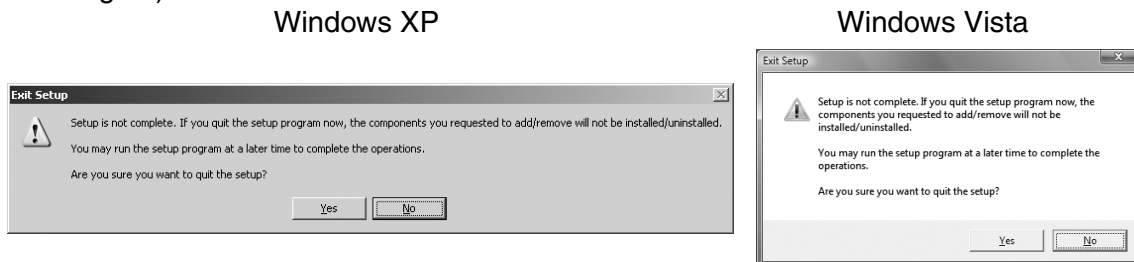 Windows XP
Windows Vista
Exit Setup
Setup is not complete. If you quit the setup program now, the components you requested to add/remove will not be installed/uninstalled.
You may run the setup program at a later time to complete the operations.
Are you sure you want to quit the setup?
Yes
No
Exit Setup
Setup is not complete. If you quit the setup program now, the
components you requested to add/remove will not be
installed/uninstalled.
You may run the setup program at a later time to complete the
operations.
Are you sure you want to quit the setup?
Yes
No